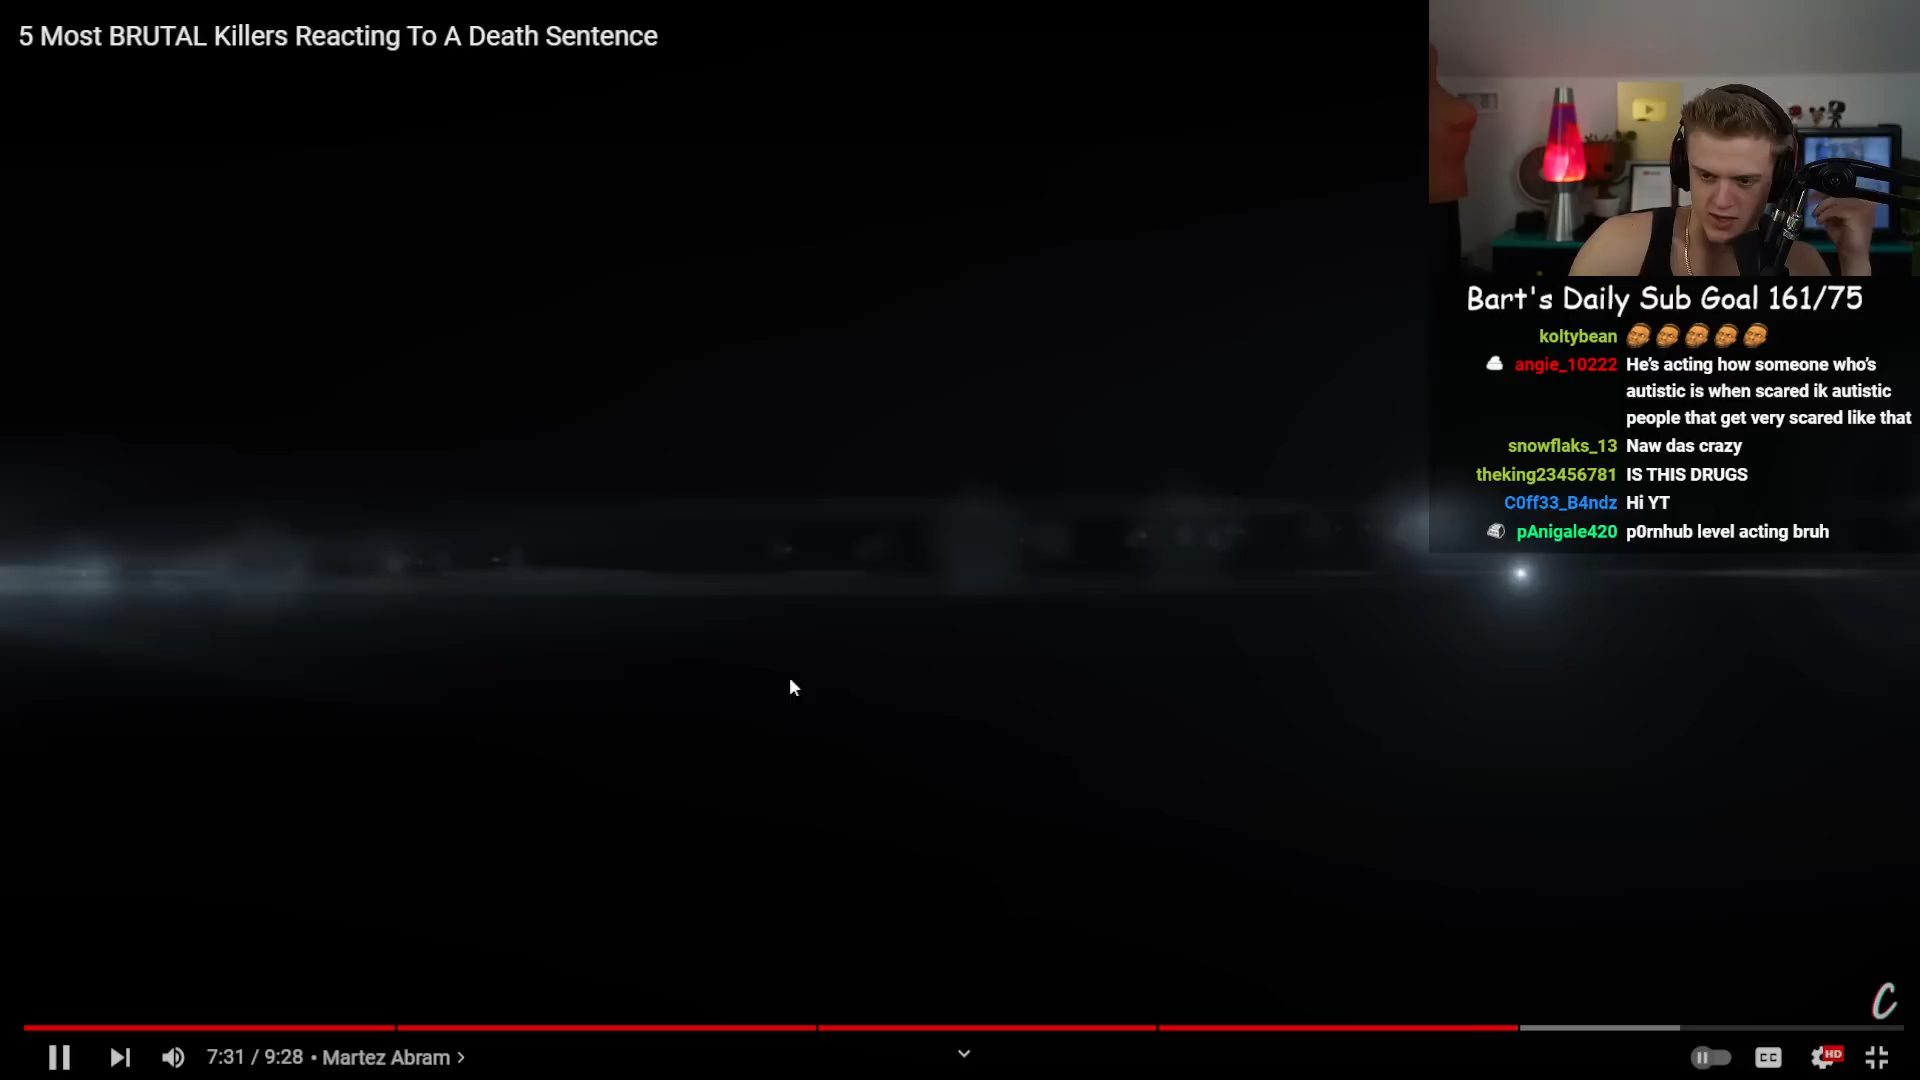 5 Most BRUTAL Killers Reacting To A Death Sentence
Bart's Daily Sub Goal 161/75
koltybean
angie_10222 He's acting how someone who's
autistic is when scared ik autistic
people that get very scared like that
snowflaks_13 Naw das crazy
theking23456781 IS THIS DRUGS
C0ff33_B4ndz Hi YT
pAnigale420 p0rnhub level acting bruh
C
7:31 / 9:28 • Martez Abram >
CC
HD